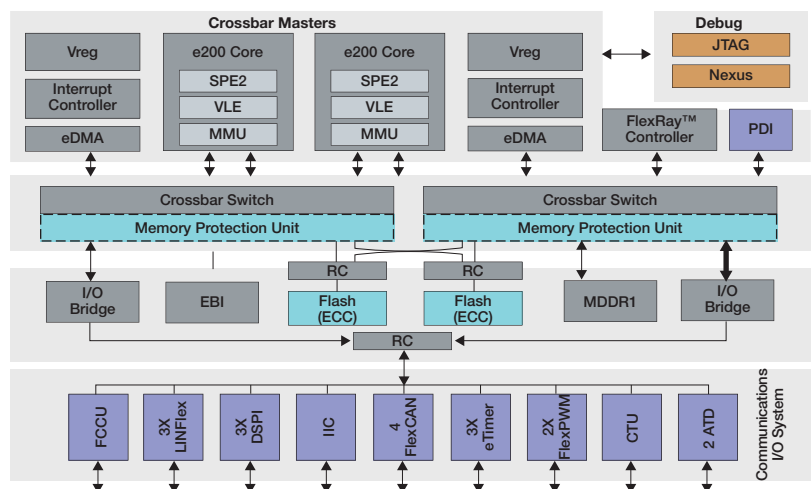 Crossbar Masters
Debug
Vreg
e200 Core
e200 Core
Vreg
JTAG
Nexus
SPE2
SPE2
Interrupt
Controller
VLE
VLE
Interrupt
Controller
eDMA
MMU
MMU
eDMA
FlexRay™
Controller
PDI
Crossbar Switch
Crossbar Switch
Memory Protection Unit
Memory Protection Unit
RC
RC
I/O
Bridge
EBI
Flash
(ECC)
Flash
(ECC)
MDDR1
I/O
Bridge
RC
FCCU
3X
LINFlex
3X
DSPI
IIC
4
FlexCAN
3X
eTimer
2X
FlexPWM
CTU
2 ATD
Communications
I/O System